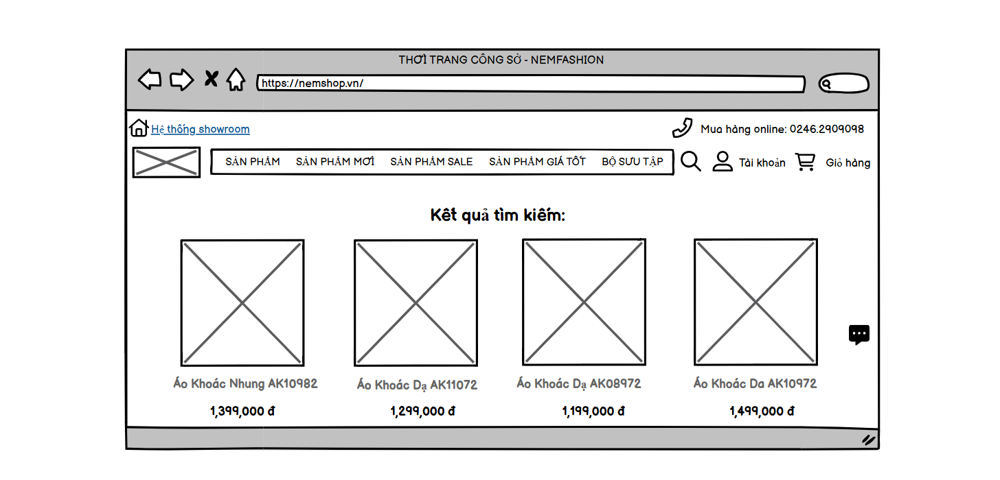 THƠÌ TRANG CÔNG SỞ - NEMFASHION
https://nemshop.vn/
Hệ thống showroom
Mua hàng online: 0246.2909098
SẢN PHẨM SẢN PHẨM MƠÍ SẢN PHẨM SALE SẢN PHẨM GIÁ TỐT BỘ SƯU TẬP
Tài khoản
Giỏ hàng
Kết quả tìm kiếm:
Áo Khoác Nhung AK10982
Áo Khoác Dạ AK11072
Áo Khoác Dạ AK08972
Áo Khoác Da AK10972
1,399,000 đ
1,299,000 đ
1,199,000 đ
1,499,000 đ